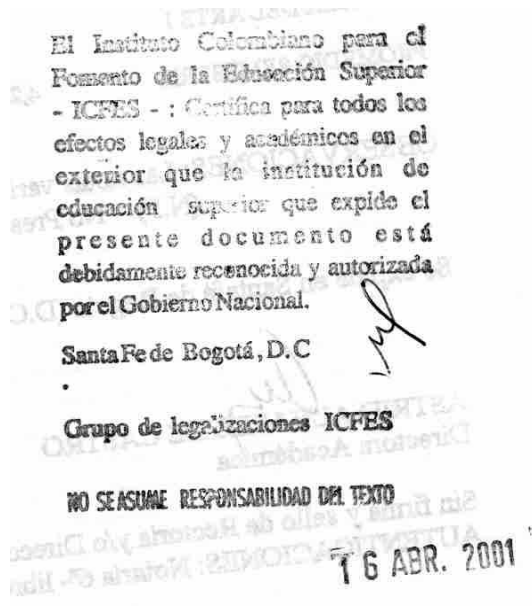 El Instituto Colombiano para el
Fomento de la Educación Superior
- ICFES - : Certifica para todos los
efectos legales y académicos en el
exterior que la institución de
educación superior que expide el
presente documento está
debidamente reconocida y autorizada
por el Gobierno Nacional.
Santa Fe de Bogotá, D.C
.
Grupo de legalizaciones ICFES
NO SE ASUME RESPONSABILIDAD DEL TEXTO
16 ABR. 2001